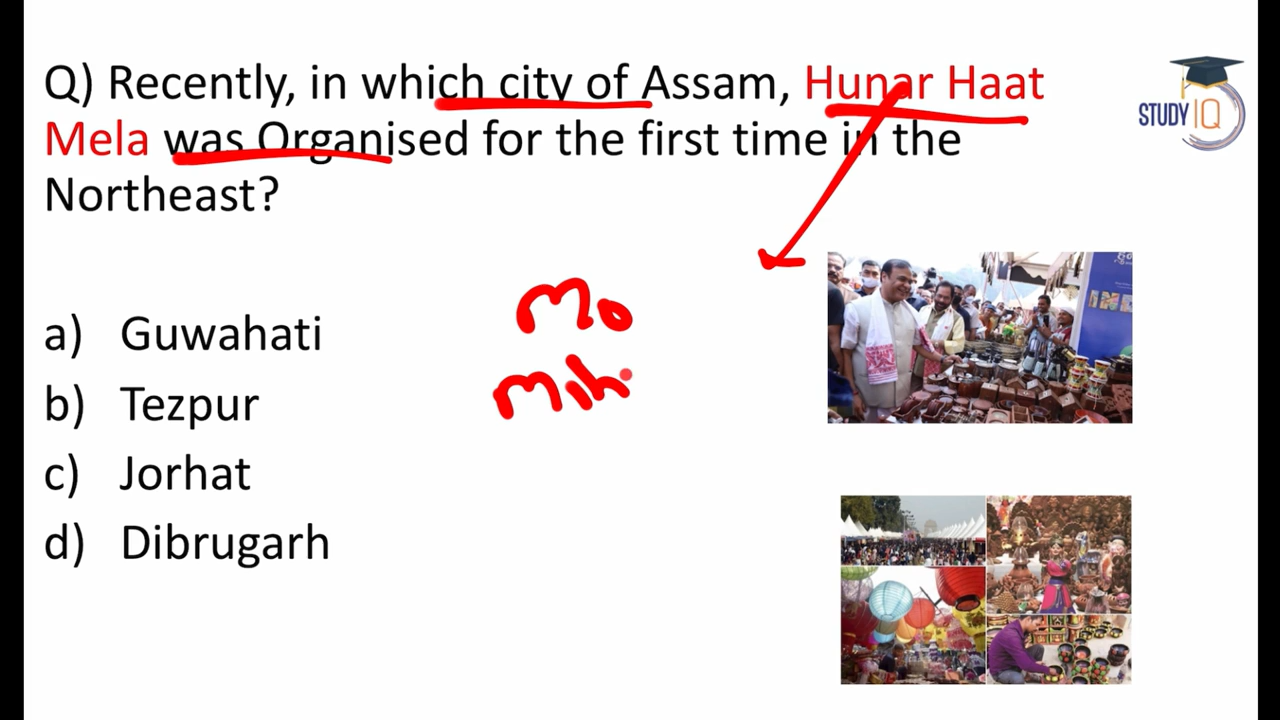 Q) Recently, in which city of Assam, Hunar Haat
Mela was Organised for the first time in the
Northeast?
STUDY IQ
a) Guwahati
b) Tezpur
c) Jorhat
d) Dibrugarh
Mo